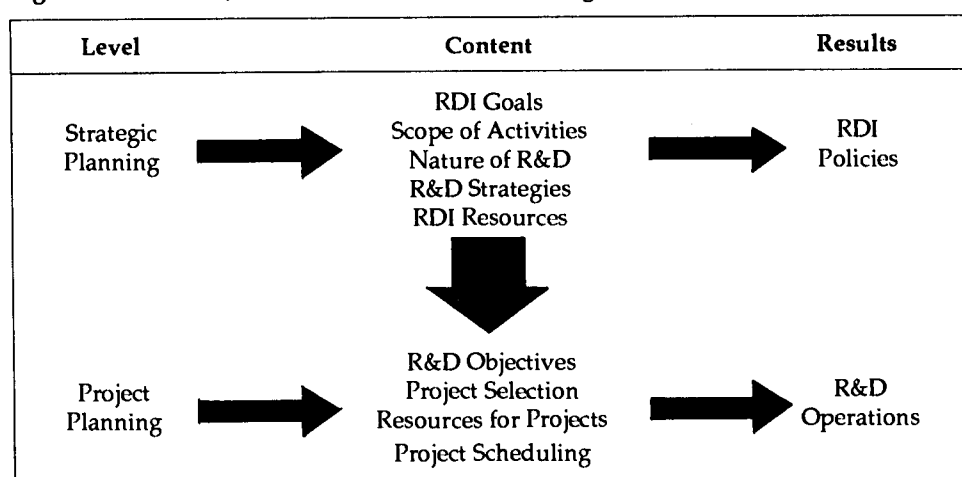 Level Content Results
Strategic
Planning
RDI Goals
Scope of Activities
Nature of R&D
R&D Strategies
RDI Resources
RDI
Policies
Project
Planning
R&D Objectives
Project Selection
Resources for Projects
Project Scheduling
R&D
Operations